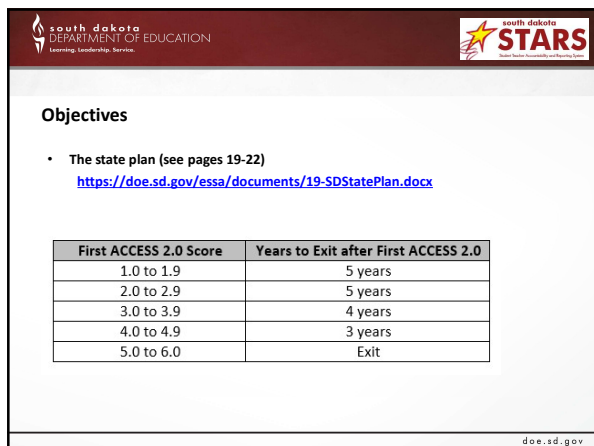 south dakota
DEPARTMENT OF EDUCATION
Learning. Leadership. Service.
south dakota
STARS
Student Teacher Accountability and Reporting System
Objectives
• The state plan (see pages 19-22)
https://doe.sd.gov/essa/documents/19-SDStatePlan.docx
First ACCESS 2.0 Score Years to Exit after First ACCESS 2.0
1.0 to 1.9 5 years
2.0 to 2.9 5 years
3.0 to 3.9 4 years
4.0 to 4.9 3 years
5.0 to 6.0 Exit
doe.sd.gov